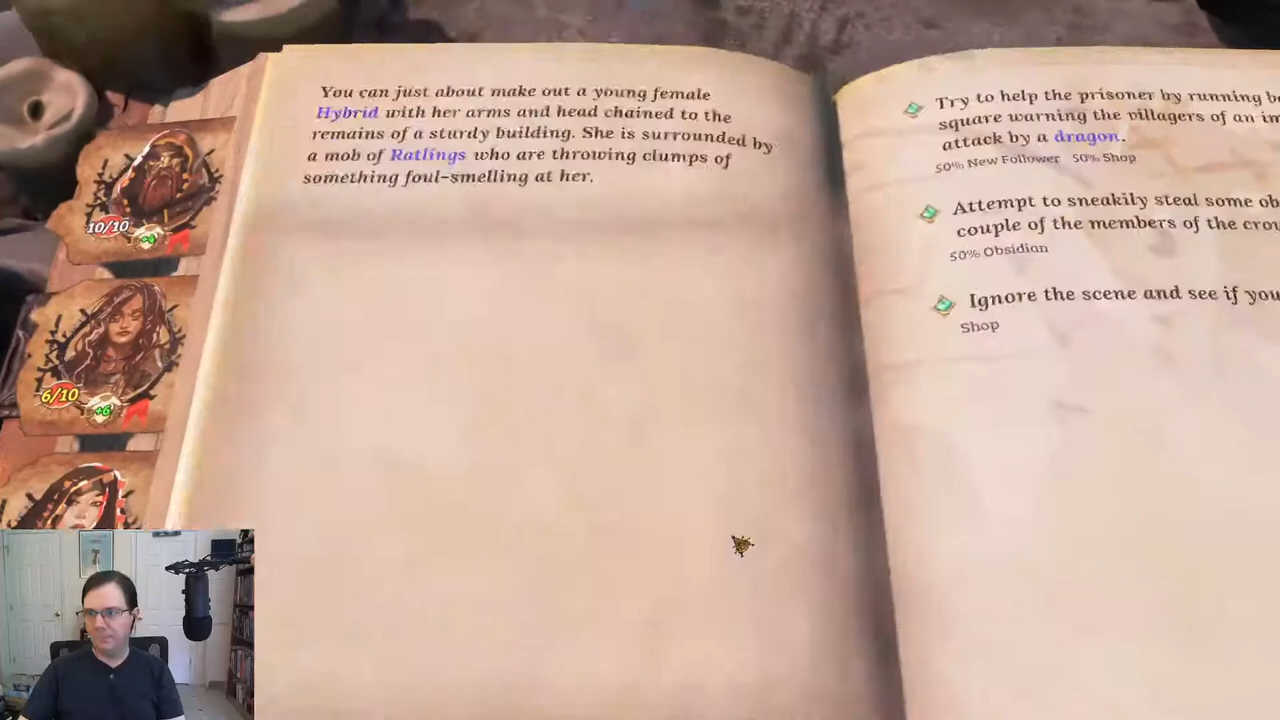 You can just about make out a young female
Hybrid with her arms and head chained to the
remains of a sturdy building. She is surrounded by
a mob of Ratlings who are throwing clumps of
something foul-smelling at her.
10/10
+6
6/10
+6
Try to help the prisoner by running
square warning the villagers of an
attack by a dragon.
50% New Follower 50% Shop
Attempt to sneakily steal some
couple of the members of the
50% Obsidian
Ignore the scene and see if you
Shop